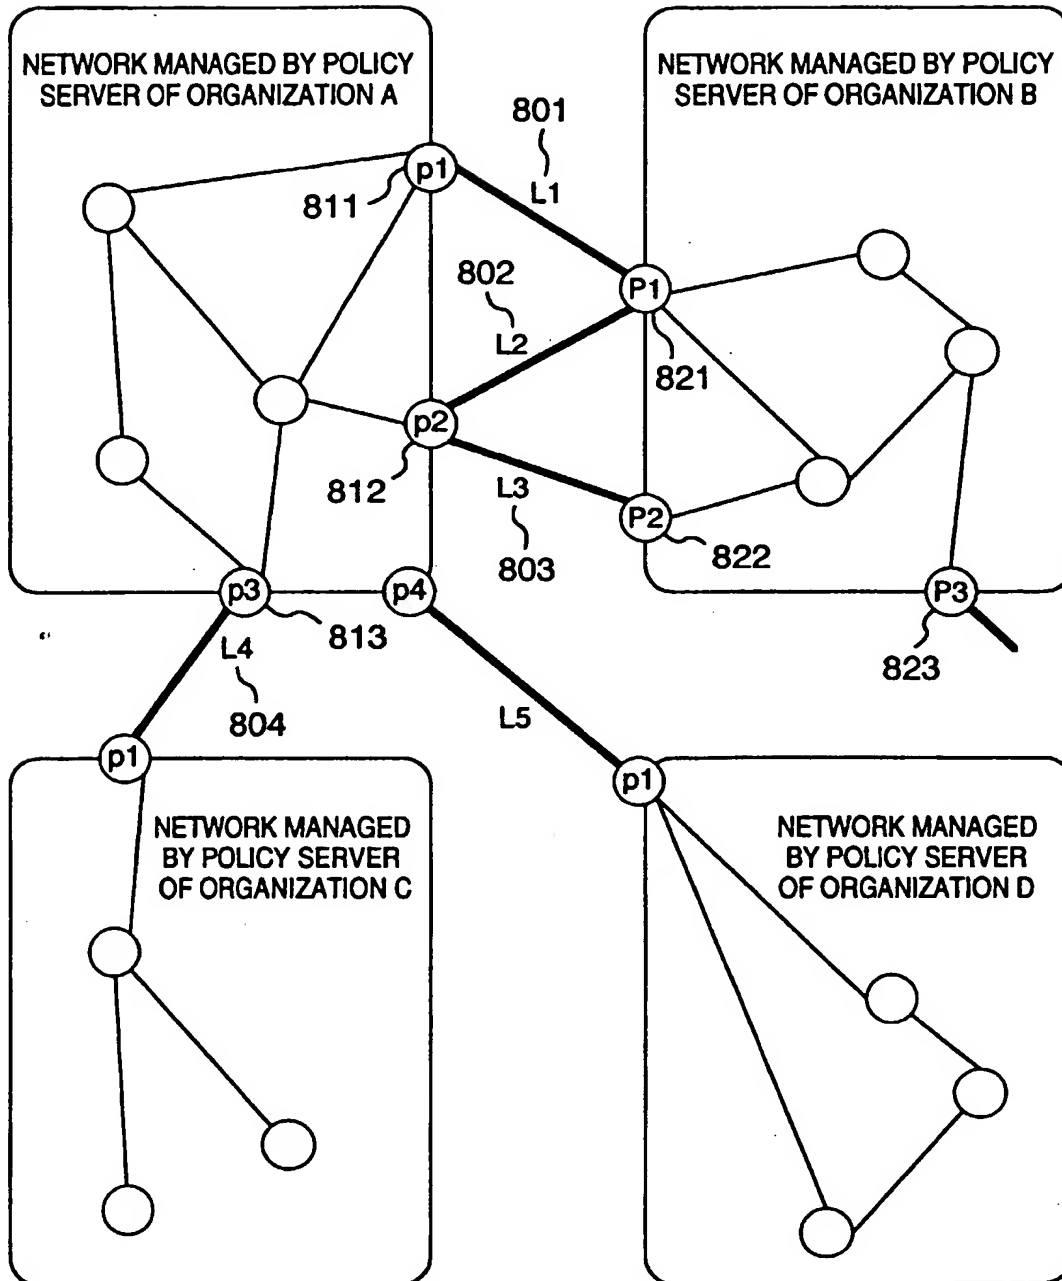 NETWORK MANAGED BY POLICY
SERVER OF ORGANIZATION A
NETWORK MANAGED BY POLICY
SERVER OF ORGANIZATION B
801
p1
L1
811
802
P1
L2
821
p2
812
L3
P2
822
803
p3
p4
P3
813
L4
823
804
L5
p1
p1
NETWORK MANAGED
BY POLICY SERVER
OF ORGANIZATION C
NETWORK MANAGED
BY POLICY SERVER
OF ORGANIZATION D